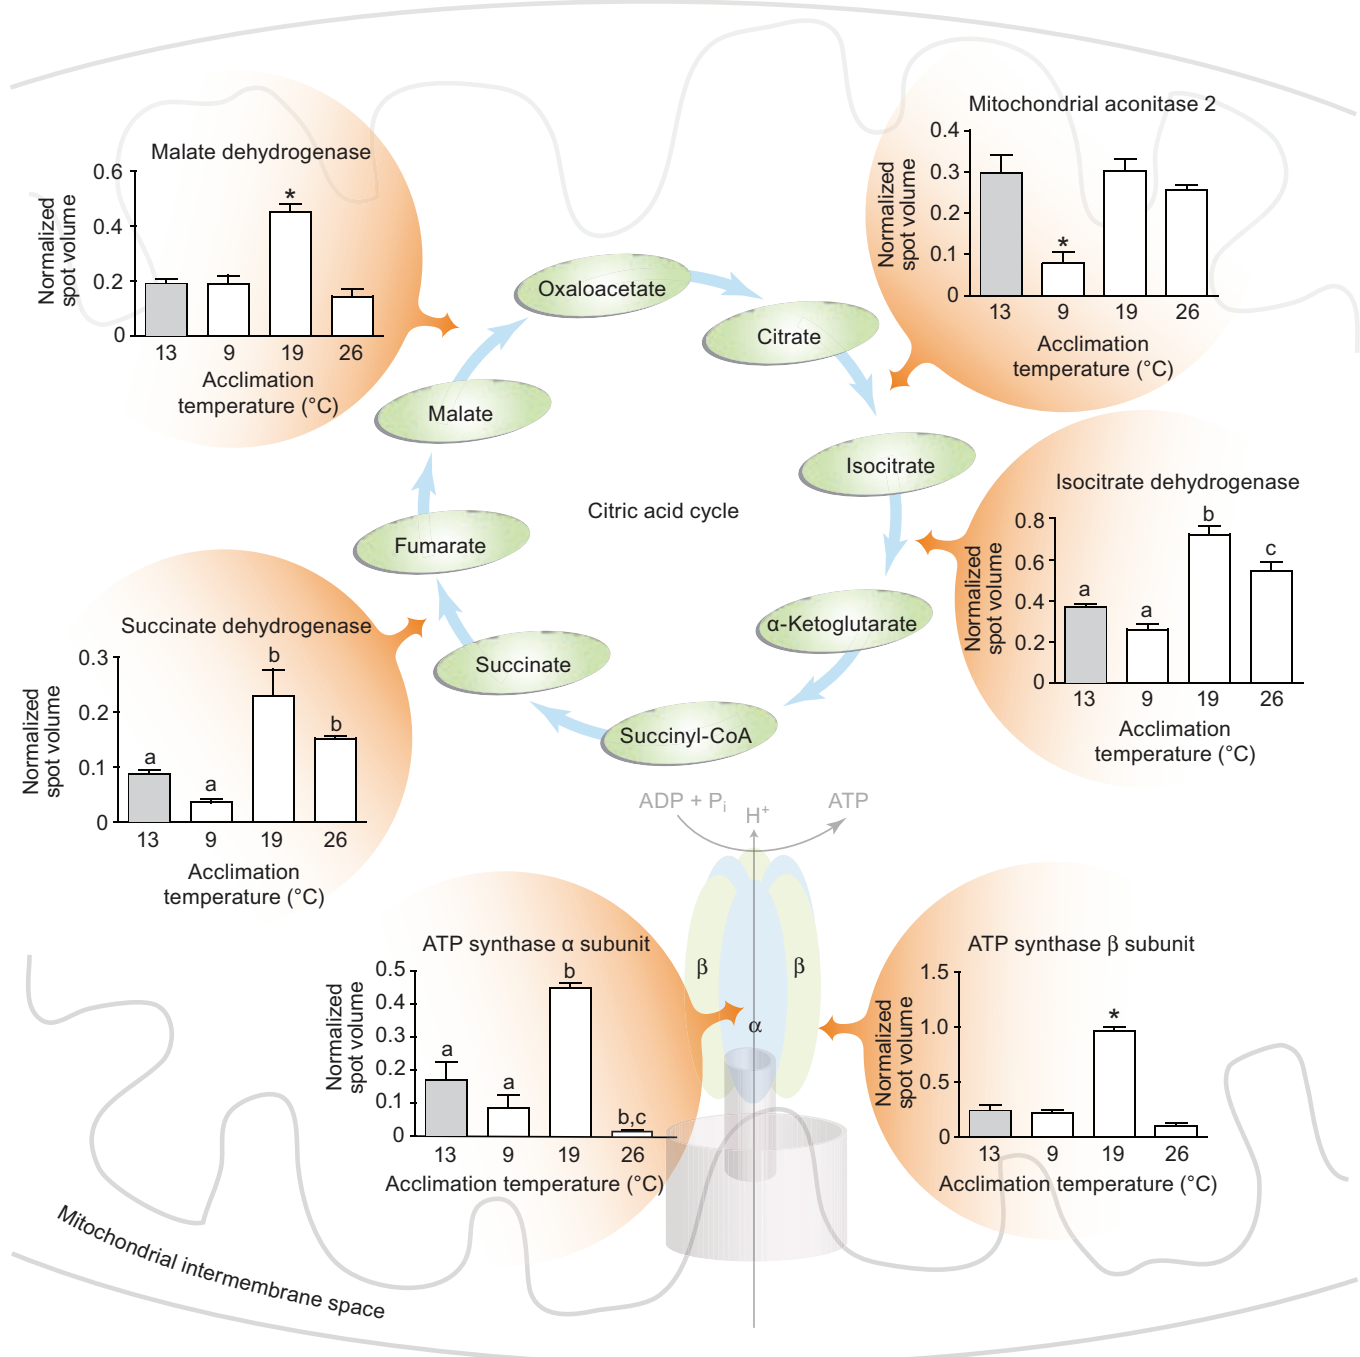 Mitochondrial aconitase 2
Normalized
spot volume
0.4
0.3
0.2
0.1
0
*
13 9 19 26
Acclimation
temperature (°C)
Malate dehydrogenase
Normalized
spot volume
0.6
0.4
0.2
0
*
13 9 19 26
Acclimation
temperature (°C)
Oxaloacetate
Citrate
Isocitrate
α-Ketoglutarate
Succinyl-CoA
Succinate
Fumarate
Malate
Citric acid cycle
Isocitrate dehydrogenase
Normalized
spot volume
0.8
0.6
0.4
0.2
0
a a b c
13 9 19 26
Acclimation
temperature (°C)
Succinate dehydrogenase
Normalized
spot volume
0.3
0.2
0.1
0
a a b b
13 9 19 26
Acclimation
temperature (°C)
ADP + Pi H+ ATP
β β
α
ATP synthase α subunit
Normalized
spot volume
0.5
0.4
0.3
0.2
0.1
0
a a b b,c
13 9 19 26
Acclimation temperature (°C)
ATP synthase β subunit
Normalized
spot volume
1.5
1.0
0.5
0
*
13 9 19 26
Acclimation temperature (°C)
Mitochondrial intermembrane space